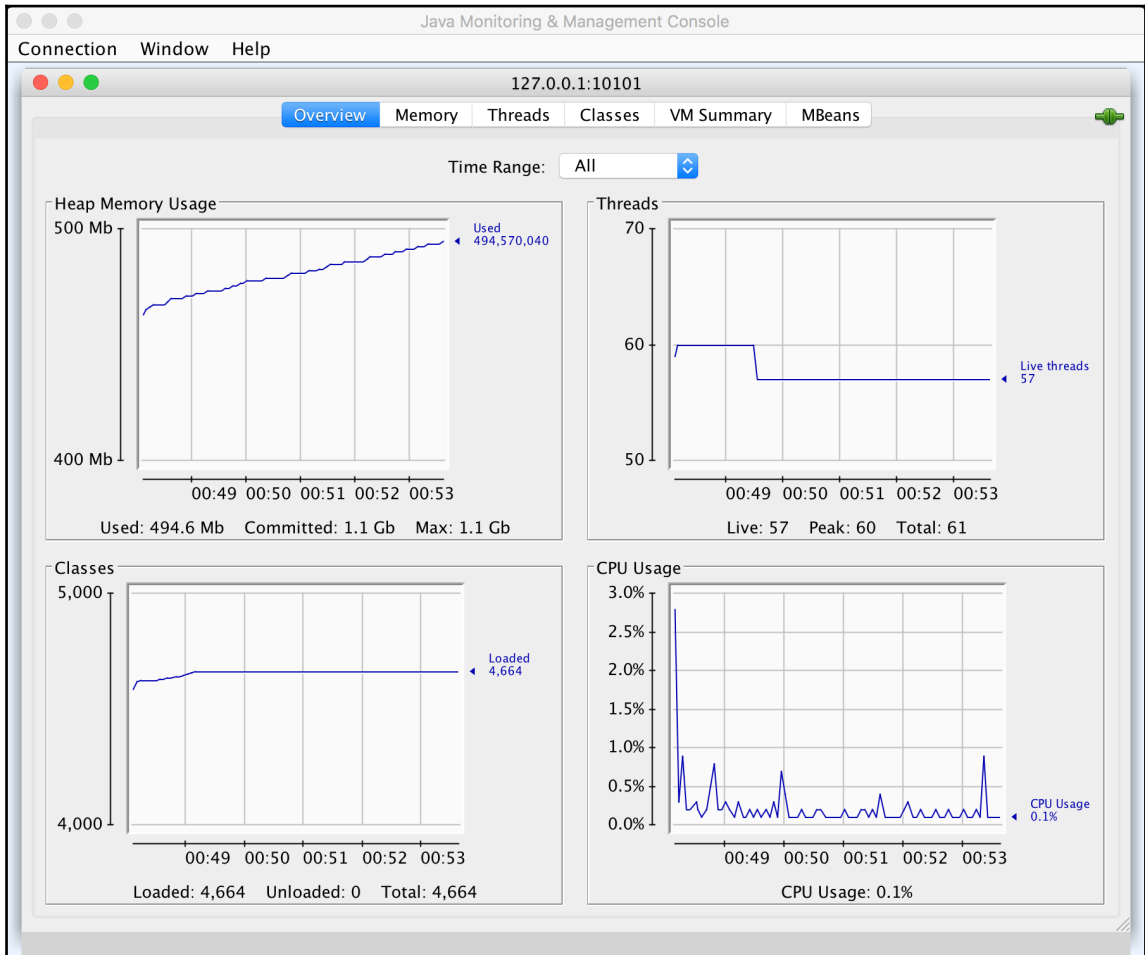 Java Monitoring & Management Console
Connection Window Help
127.0.0.1:10101
Overview Memory Threads Classes VM Summary MBeans
Time Range: All
Heap Memory Usage
500 Mb
Used
494,570,040
400 Mb
00:49 00:50 00:51 00:52 00:53
Used: 494.6 Mb Committed: 1.1 Gb Max: 1.1 Gb
Threads
70
60
Live threads
57
50
00:49 00:50 00:51 00:52 00:53
Live: 57 Peak: 60 Total: 61
Classes
5,000
Loaded
4,664
4,000
00:49 00:50 00:51 00:52 00:53
Loaded: 4,664 Unloaded: 0 Total: 4,664
CPU Usage
3.0%
2.5%
2.0%
1.5%
1.0%
0.5%
CPU Usage
0.1%
0.0%
00:49 00:50 00:51 00:52 00:53
CPU Usage: 0.1%